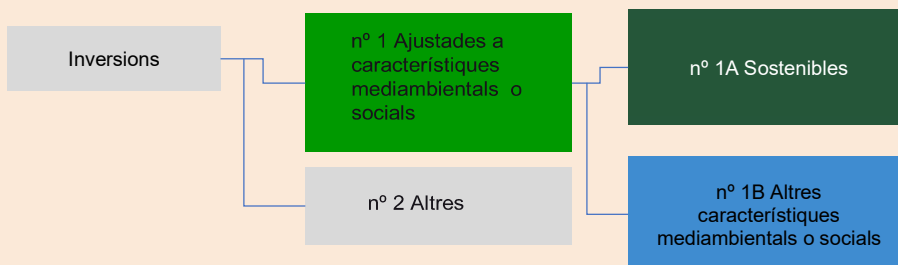 Inversions
nº 1 Ajustades a
característiques
mediambientals o
socials
nº 2 Altres
nº 1A Sostenibles
nº 1B Altres
característiques
mediambientals o socials